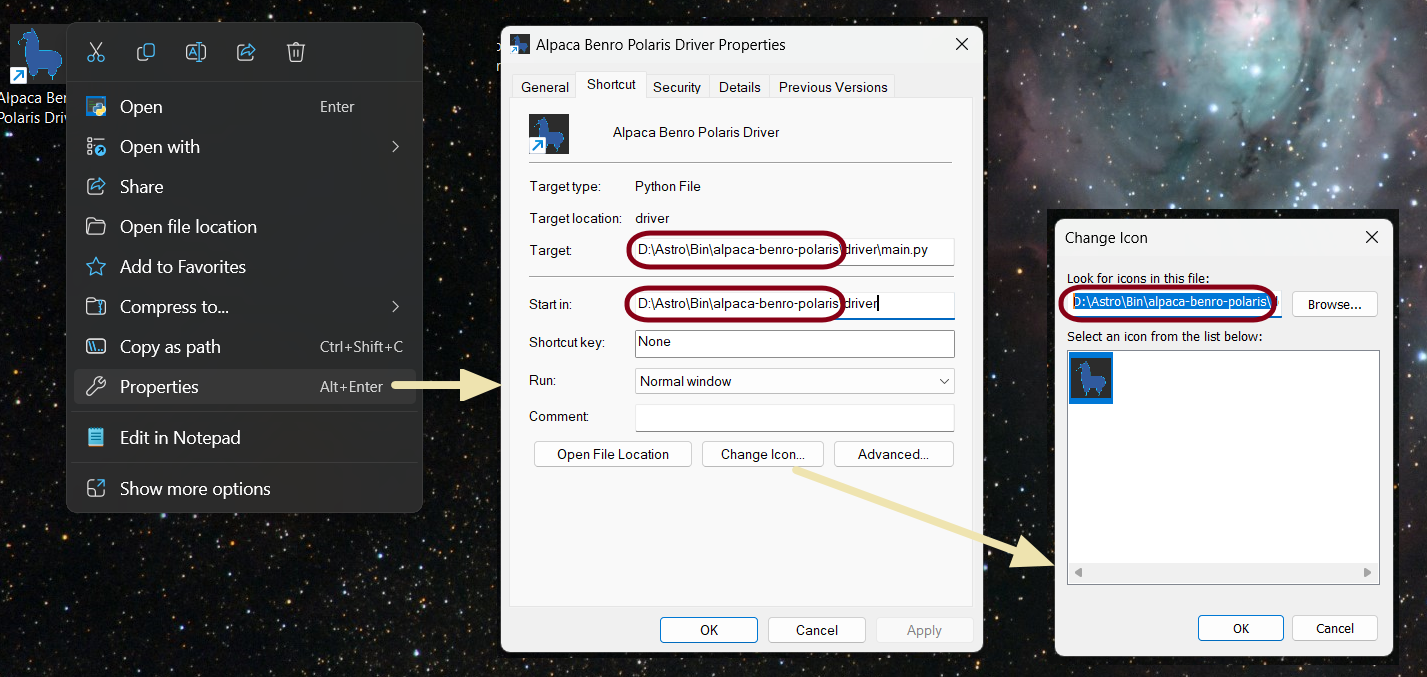 Alpaca Ber
Polaris Driv
Open Enter
Open with
Share
Open file location
Add to Favorites
Compress to...
Copy as path Ctrl+Shift+C
Properties Alt+Enter
Edit in Notepad
Show more options
Alpaca Benro Polaris Driver Properties
General Shortcut Security Details Previous Versions
Alpaca Benro Polaris Driver
Target type: Python File
Target location: driver
Target: D:\Astro\Bin\alpaca-benro-polaris\driver\main.py
Start in: D:\Astro\Bin\alpaca-benro-polaris\driver
Shortcut key: None
Run: Normal window
Comment:
Open File Location Change Icon... Advanced...
OK Cancel Apply
Change Icon
Look for icons in this file:
D:\Astro\Bin\alpaca-benro-polaris\ Browse...
Select an icon from the list below:
OK Cancel